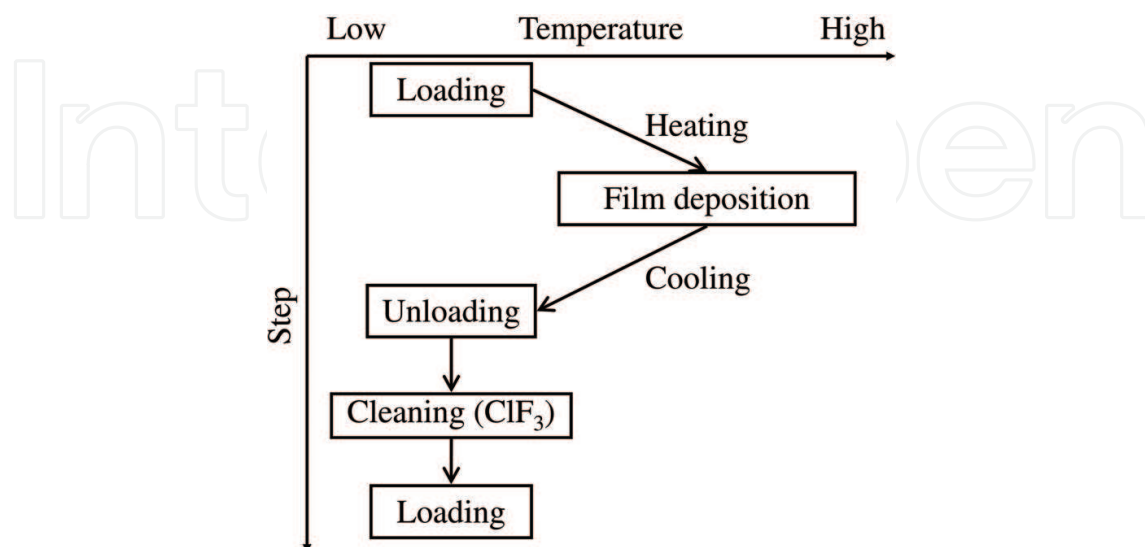 Low Temperature High
Loading
Heating
Film deposition
Cooling
Unloading
Step
Cleaning (ClF₃)
Loading